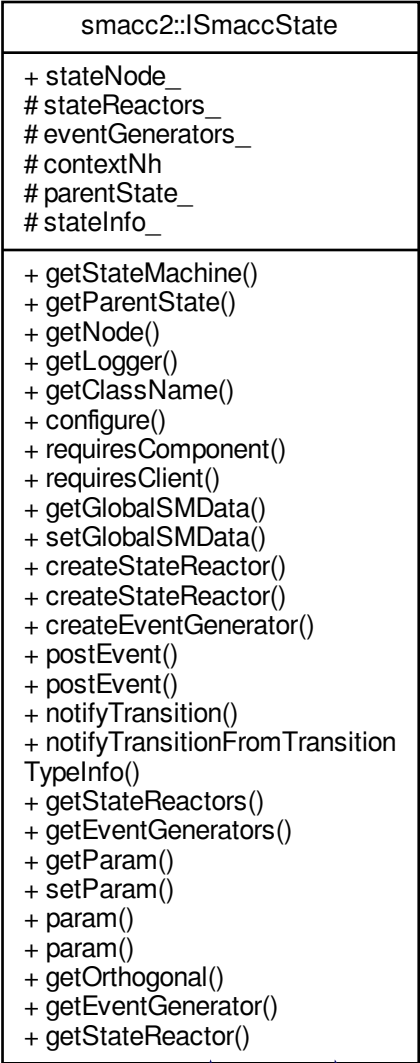 smacc2::ISmaccState
+ stateNode_
# stateReactors_
# eventGenerators_
# contextNh
# parentState_
# stateInfo_
+ getStateMachine()
+ getParentState()
+ getNode()
+ getLogger()
+ getClassName()
+ configure()
+ requiresComponent()
+ requiresClient()
+ getGlobalSMData()
+ setGlobalSMData()
+ createStateReactor()
+ createStateReactor()
+ createEventGenerator()
+ postEvent()
+ postEvent()
+ notifyTransition()
+ notifyTransitionFromTransition
TypeInfo()
+ getStateReactors()
+ getEventGenerators()
+ getParam()
+ setParam()
+ param()
+ param()
+ getOrthogonal()
+ getEventGenerator()
+ getStateReactor()